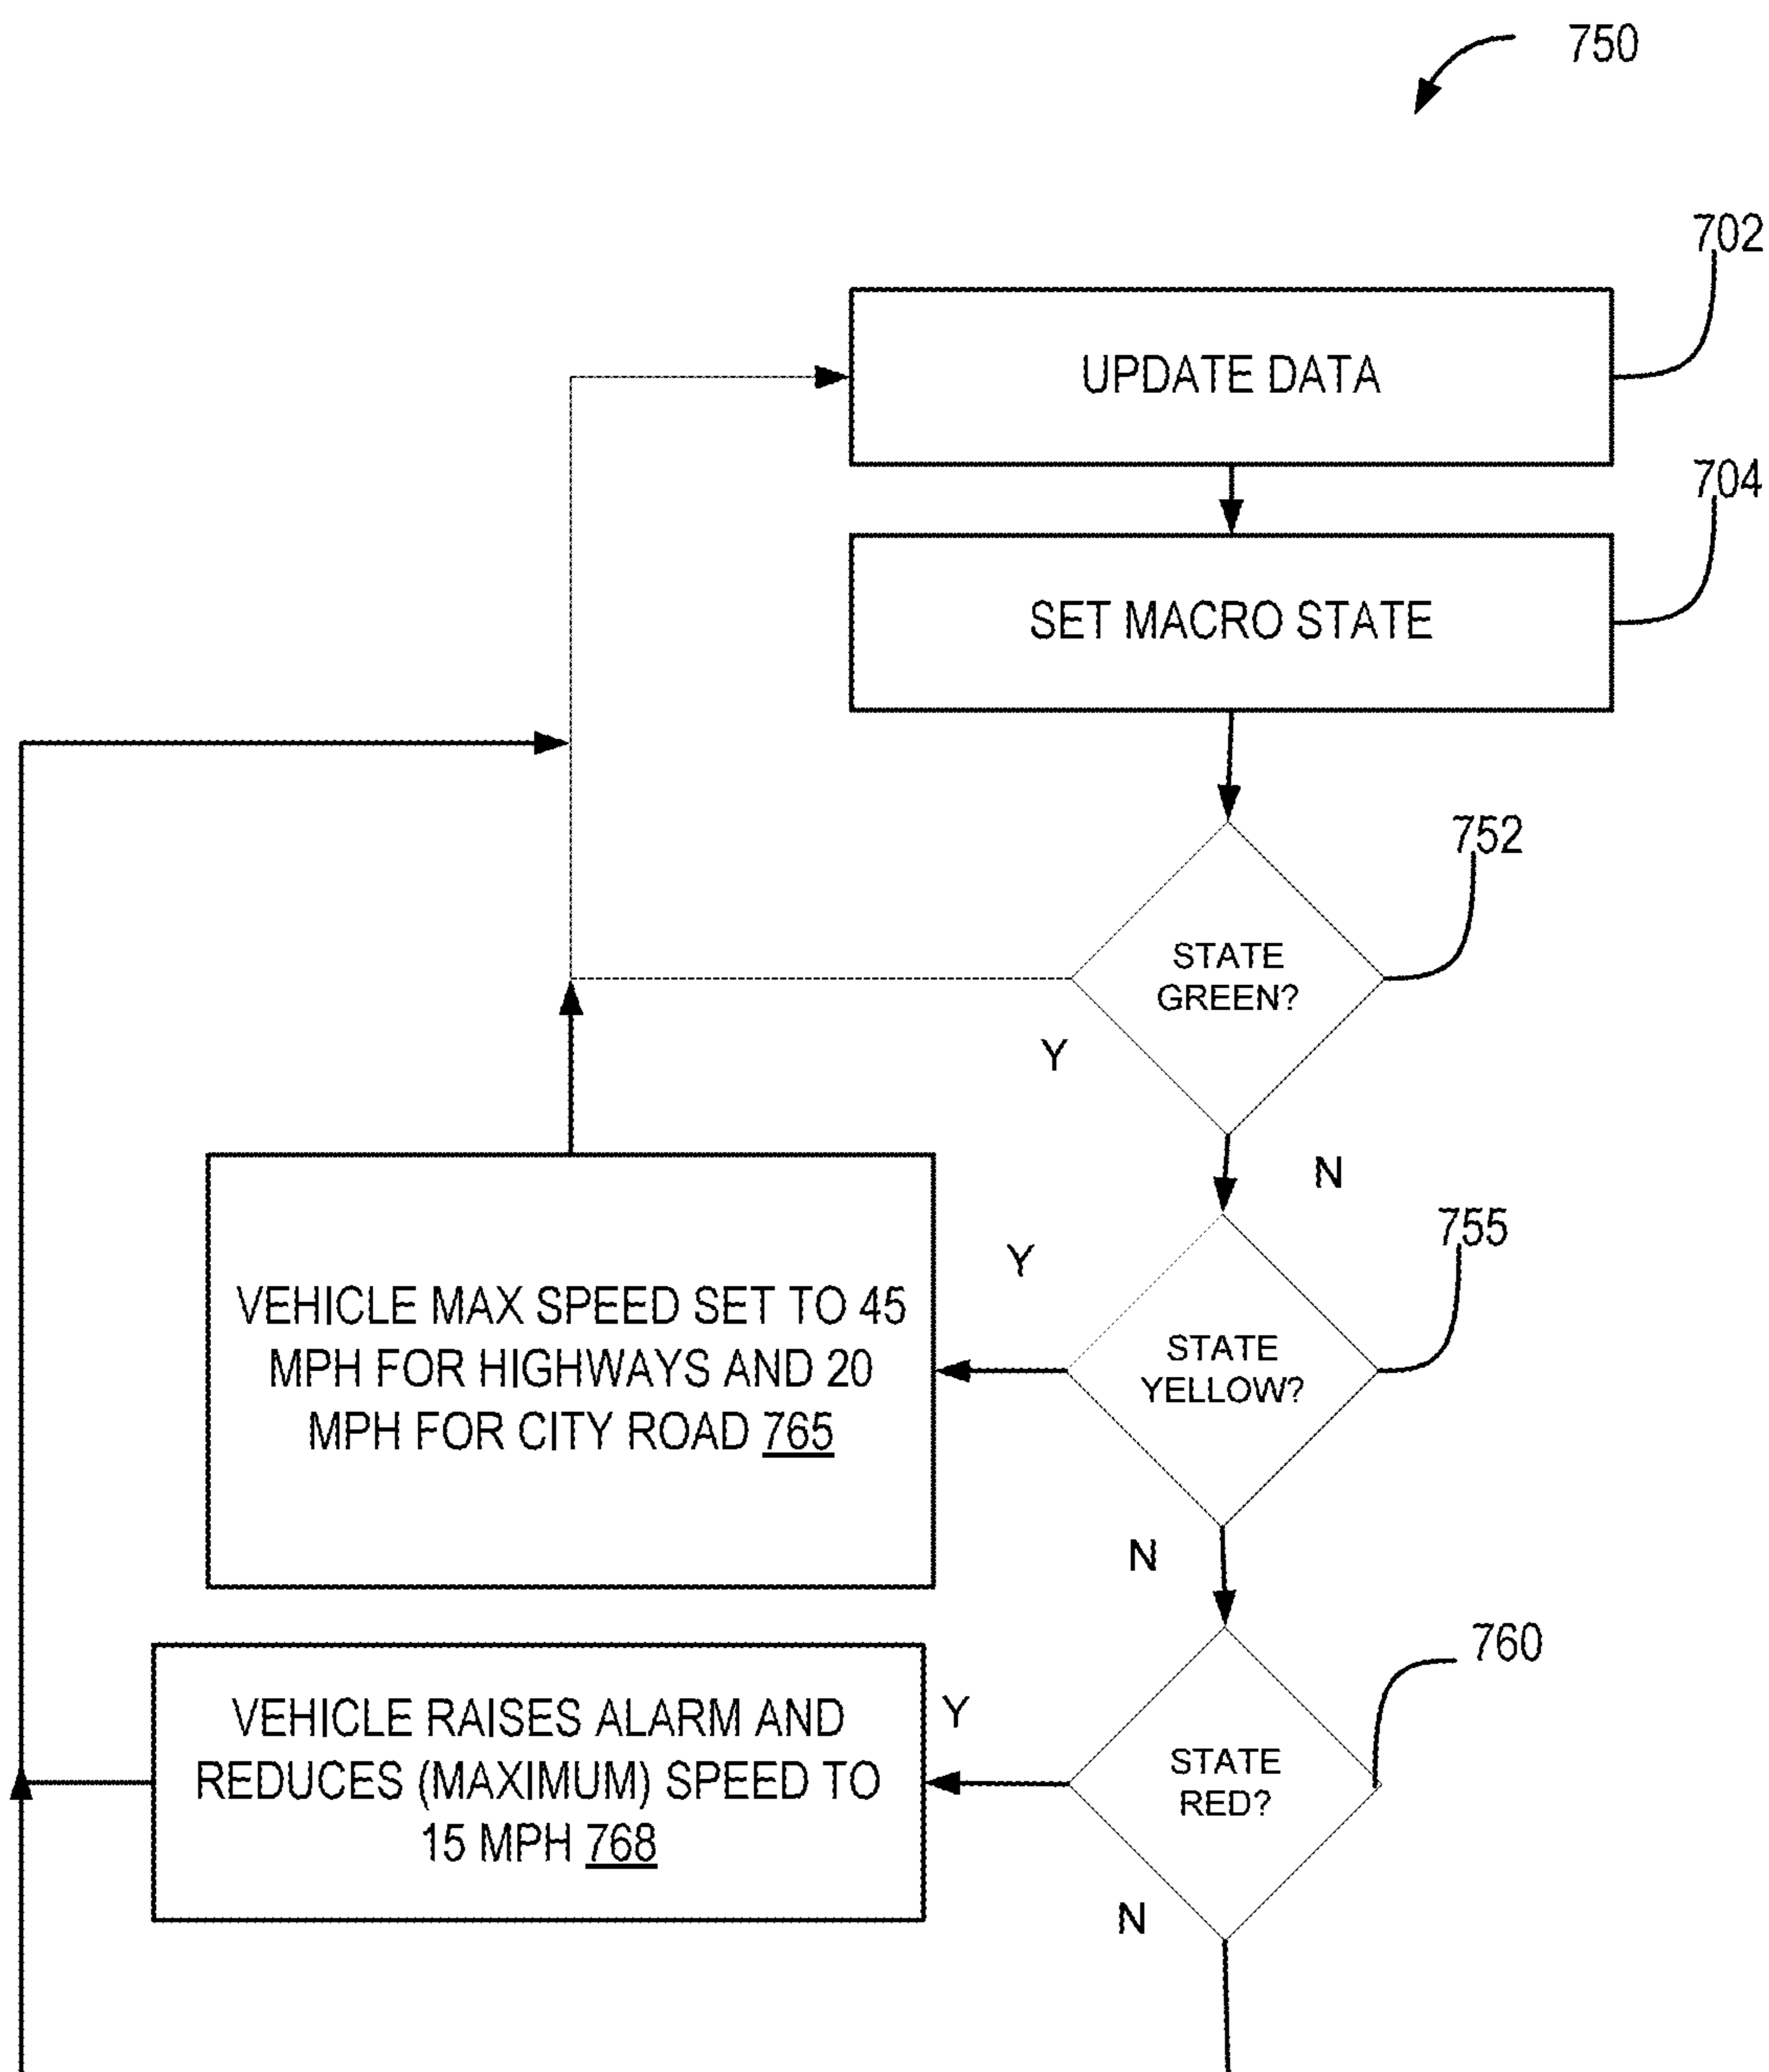 750
702
UPDATE DATA
704
SET MACRO STATE
752
STATE
GREEN?
Y
N
755
Y
VEHICLE MAX SPEED SET TO 45
MPH FOR HIGHWAYS AND 20
MPH FOR CITY ROAD 765
STATE
YELLOW?
N
760
VEHICLE RAISES ALARM AND
REDUCES (MAXIMUM) SPEED TO
15 MPH 768
Y
STATE
RED?
N